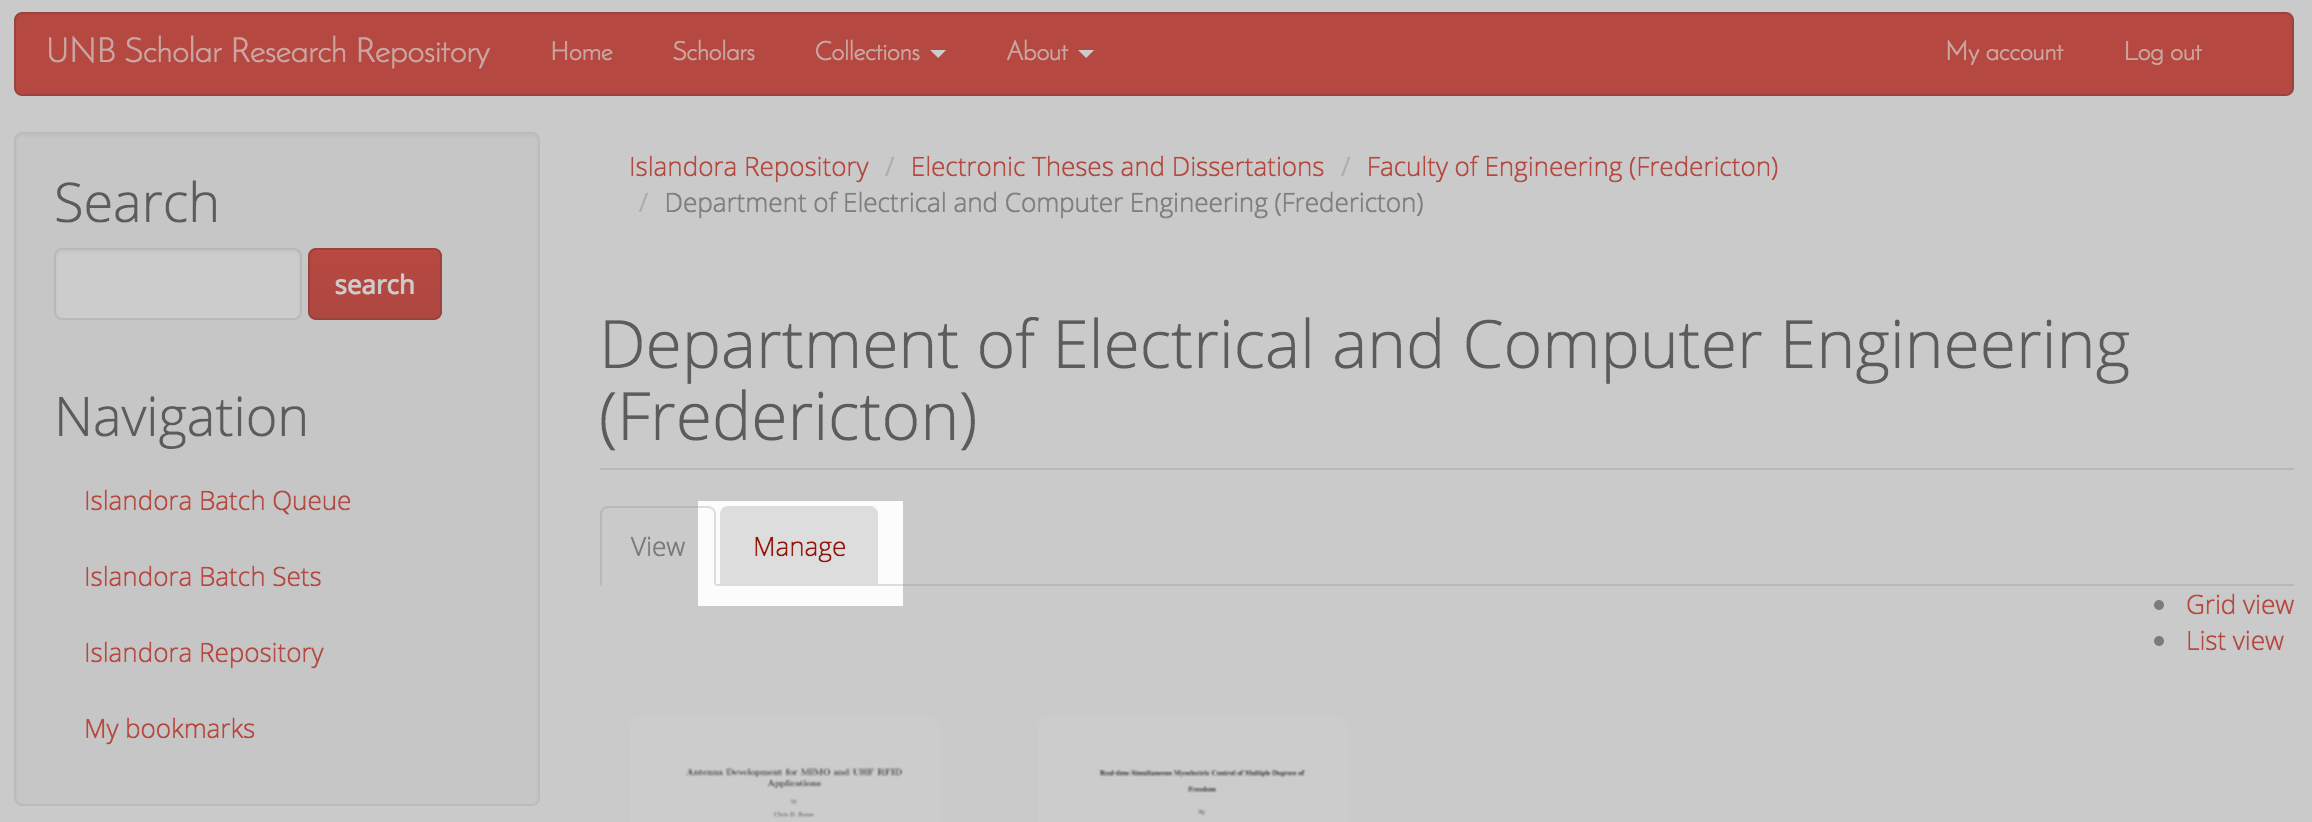 UNB Scholar Research Repository Home Scholars Collections About My account Log out
Search
search
Navigation
Islandora Batch Queue
Islandora Batch Sets
Islandora Repository
My bookmarks
Islandora Repository / Electronic Theses and Dissertations / Faculty of Engineering (Fredericton)
/ Department of Electrical and Computer Engineering (Fredericton)
Department of Electrical and Computer Engineering
(Fredericton)
View Manage
Grid view
List view
Antenna Development for MIMO and UHF RFID
Applications
by
Real-time Simultaneous Myoelectric Control of Multiple Degrees of
Freedom
by